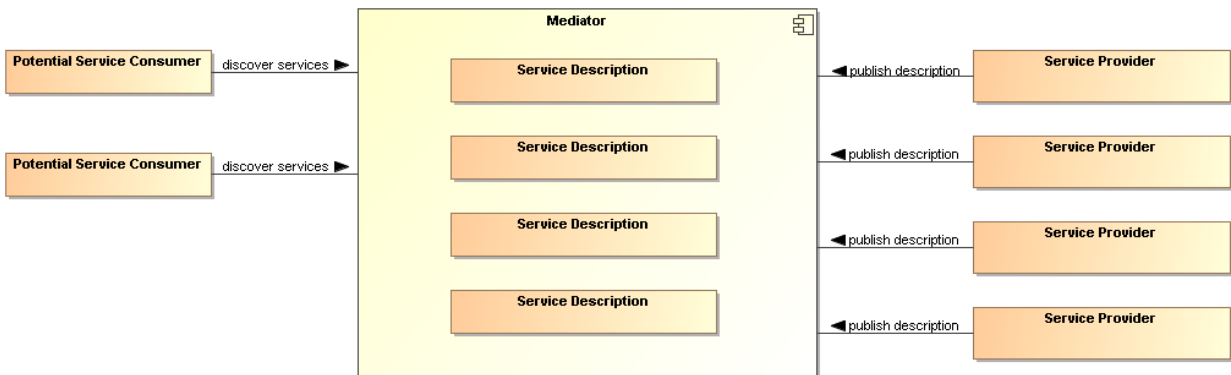 Mediator
Potential Service Consumer
discover services
Service Description
publish description
Service Provider
Service Description
publish description
Service Provider
Potential Service Consumer
discover services
Service Description
publish description
Service Provider
Service Description
publish description
Service Provider